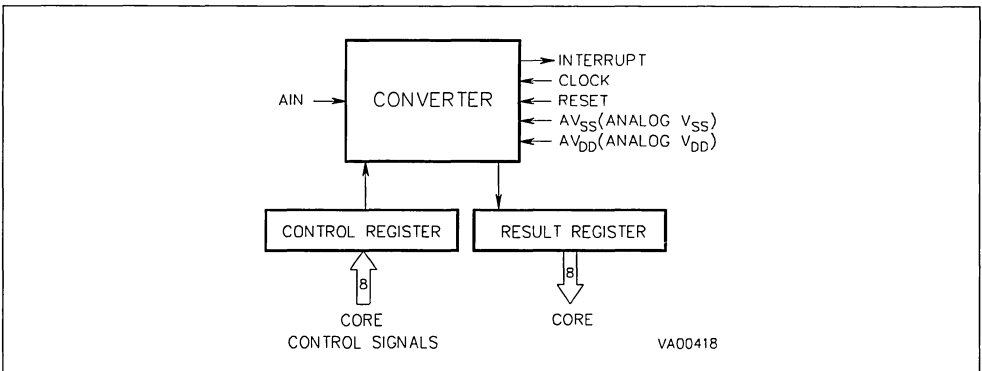 INTERRUPT
CLOCK
AIN
CONVERTER
RESET
AVSS(ANALOG VSS)
AVDD(ANALOG VDD)
CONTROL REGISTER
RESULT REGISTER
8
8
CORE
CONTROL SIGNALS
CORE
VA00418